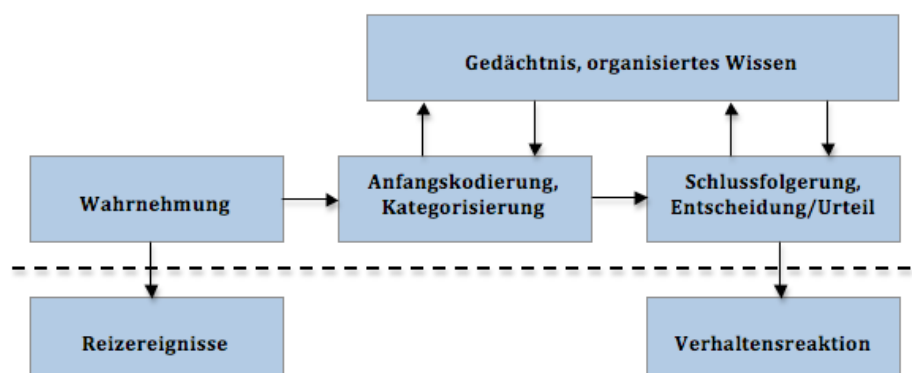 Gedächtnis, organisiertes Wissen
Wahrnehmung
Anfangskodierung,
Kategorisierung
Schlussfolgerung,
Entscheidung/Urteil
Reizereignisse
Verhaltensreaktion